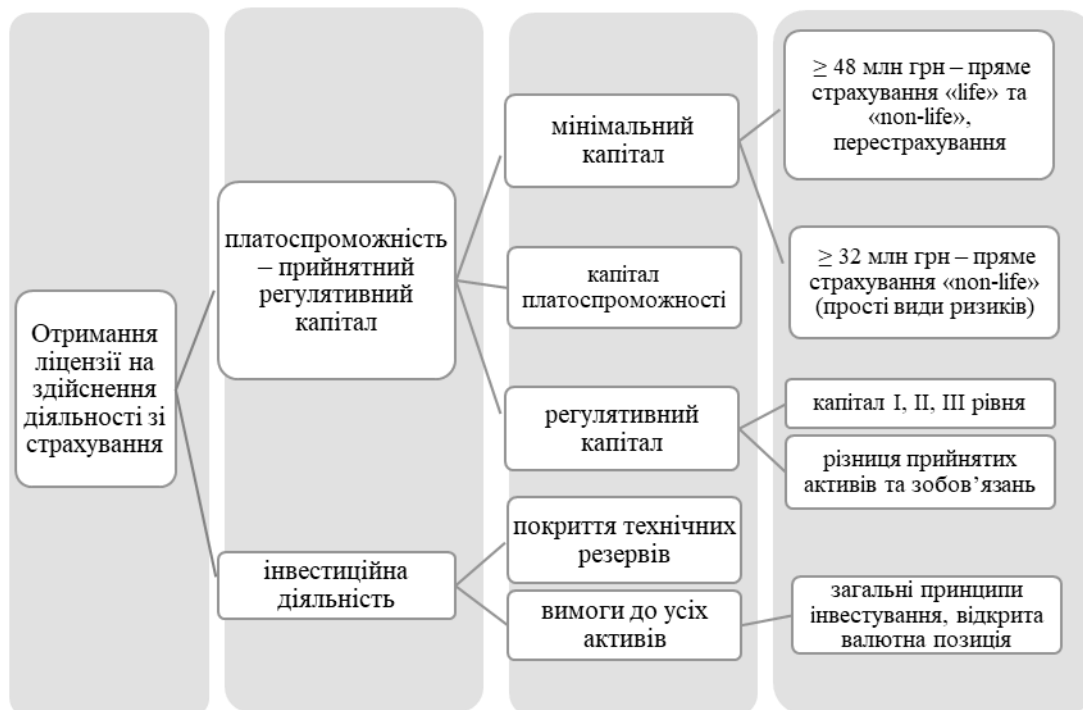 Отримання
ліцензії на
здійснення
діяльності зі
страхування
платоспроможність
– прийнятний
регулятивний
капітал
інвестиційна
діяльність
мінімальний
капітал
капітал
платоспроможності
регулятивний
капітал
покриття технічних
резервів
вимоги до усіх
активів
≥ 48 млн грн – пряме
страхування «life» та
«non-life»,
перестрахування
≥ 32 млн грн – пряме
страхування «non-life»
(прості види ризиків)
капітал І, ІІ, ІІІ рівня
різниця прийнятих
активів та зобов’язань
загальні принципи
інвестування, відкрита
валютна позиція